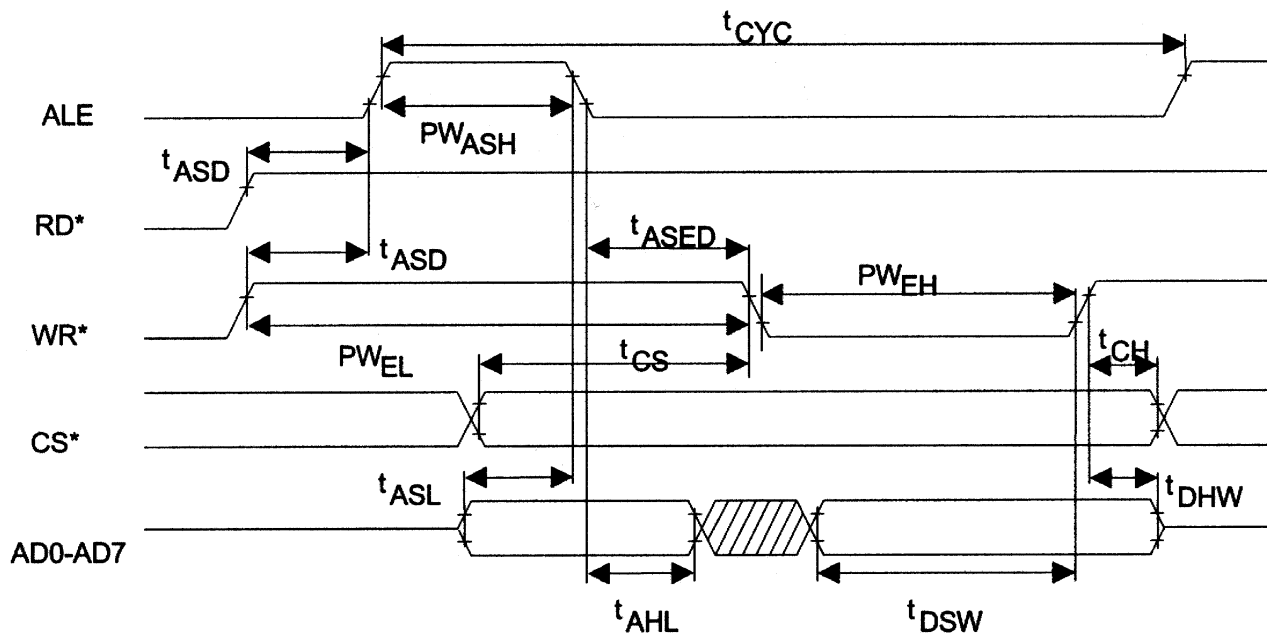 tCYC
ALE
PWASH
tASD
RD*
tASD
tASED
PWEH
WR*
PWEL
tCS
tCH
CS*
tASL
tDHW
AD0-AD7
tAHL
tDSW